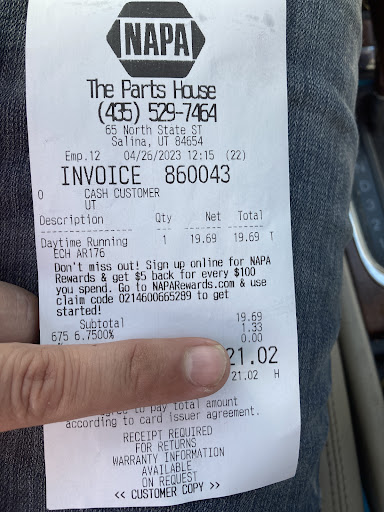 NAPA
The Parts House
(435) 529-7464
65 North State ST
Salina, UT 84654
Emp.12 04/26/2023 12:15 (22)
INVOICE 860043
0 CASH CUSTOMER
UT
Description Qty Net Total
Daytime Running 1 19.69 19.69 T
ECH AR176
Don't miss out! Sign up online for NAPA
Rewards & get $5 back for every $100
you spend. Go to NAPARewards.com & use
claim code 0214600665289 to get
started!
Subtotal 19.69
675 6.7500% 1.33
0.00
21.02
21.02 H
to pay total amount
according to card issuer agreement.
RECEIPT REQUIRED
FOR RETURNS
WARRANTY INFORMATION
AVAILABLE
ON REQUEST
<< CUSTOMER COPY >>